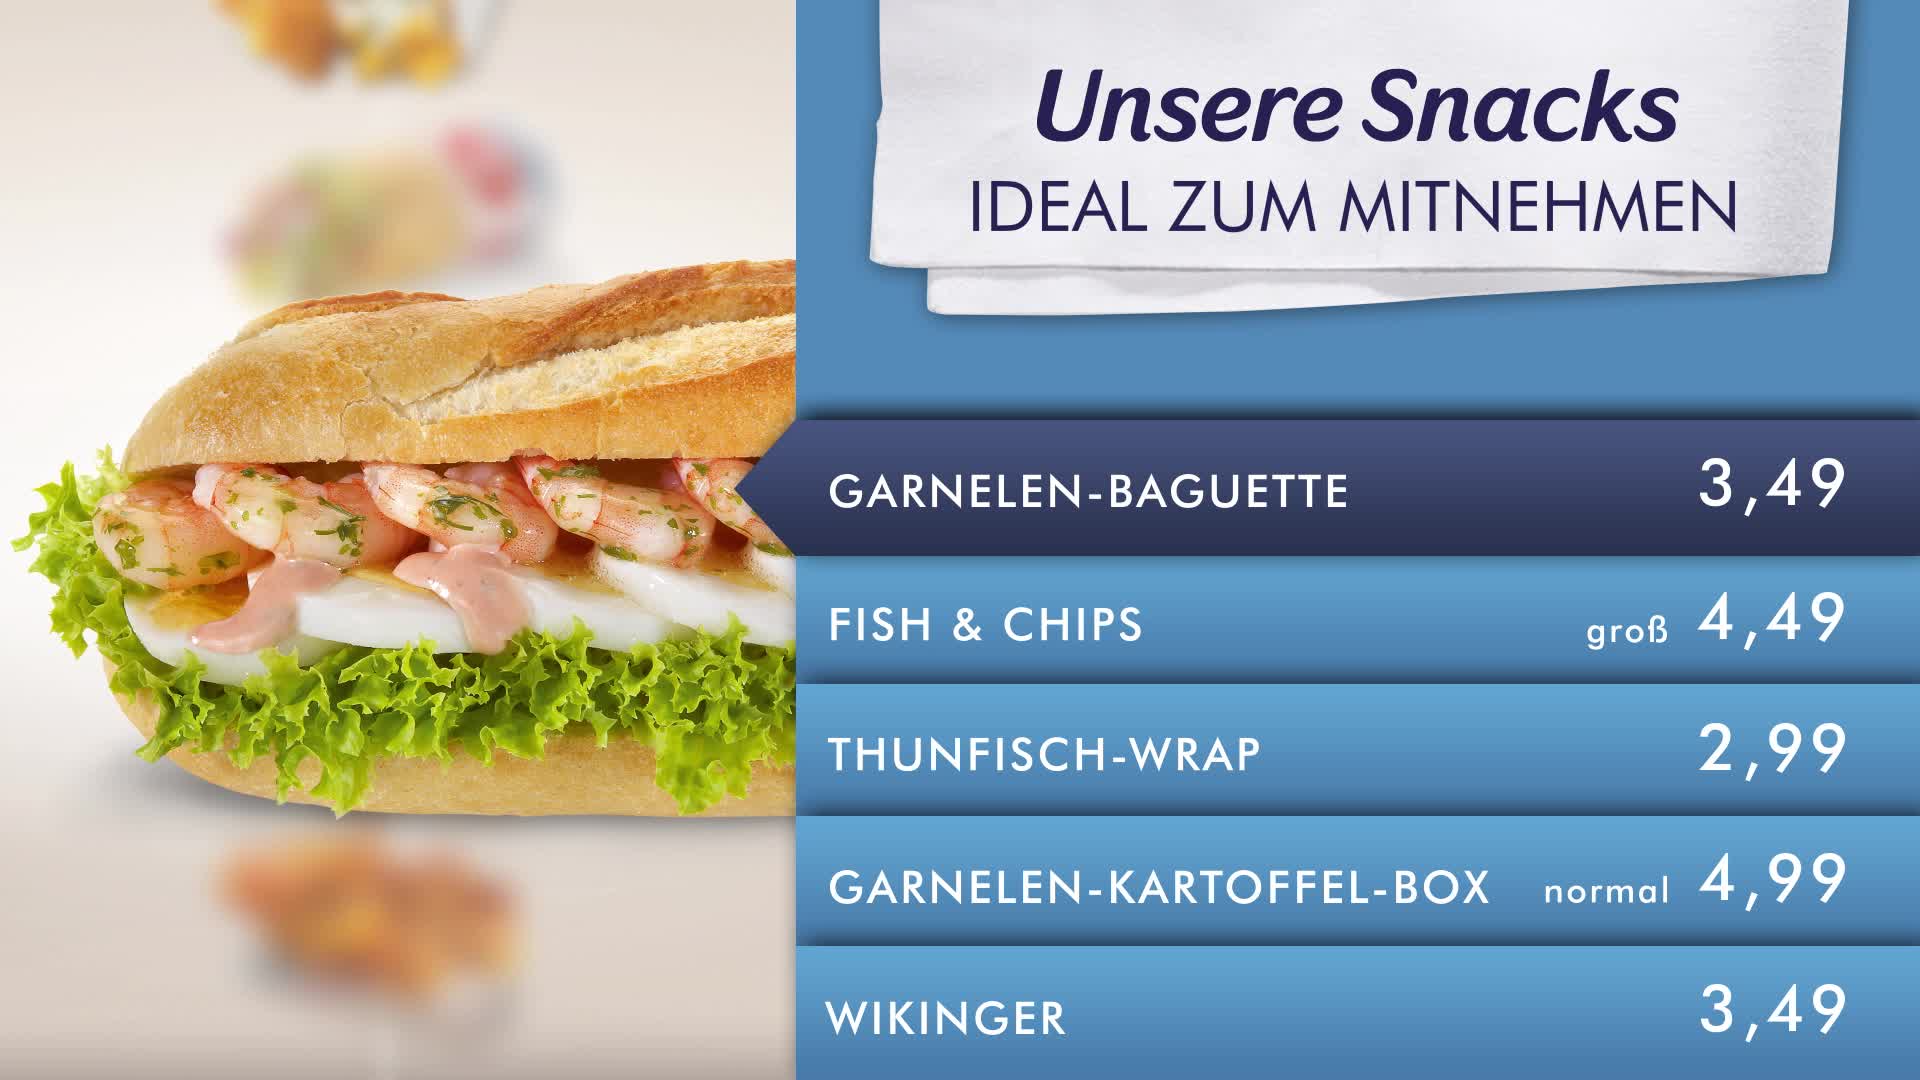 Unsere Snacks
IDEAL ZUM MITNEHMEN
GARNELEN-BAGUETTE 3,49
FISH & CHIPS groß 4,49
THUNFISCH-WRAP 2,99
GARNELEN-KARTOFFEL-BOX normal 4,99
WIKINGER 3,49